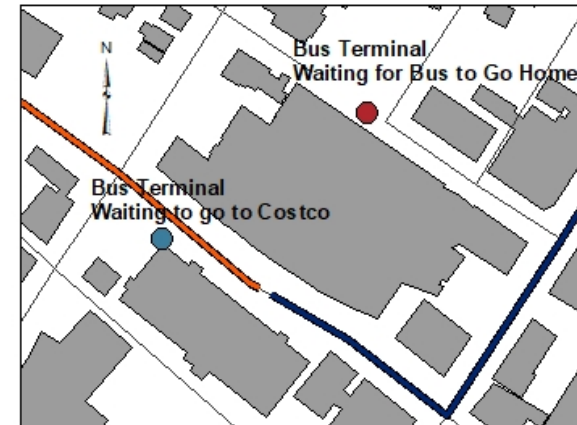 Bus Terminal
Waiting for Bus to Go Home
N
Bus Terminal
Waiting to go to Costco